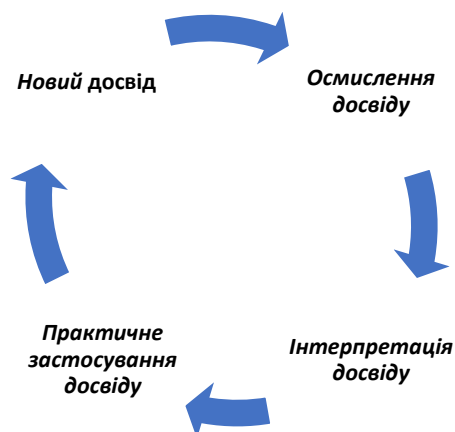 Новий досвід
Осмислення
досвіду
Інтерпретація
досвіду
Практичне
застосування
досвіду